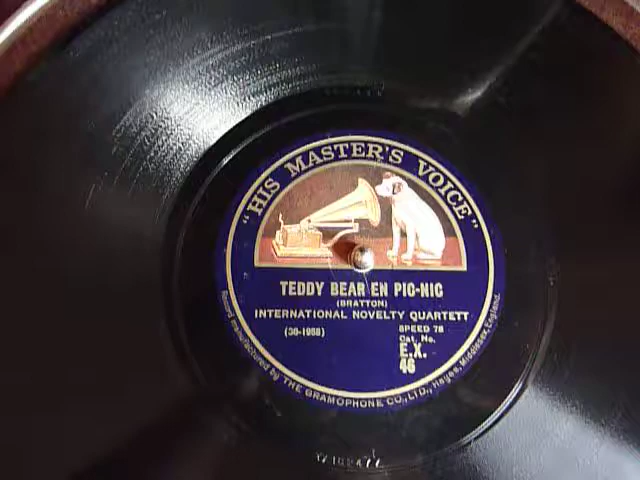 "HIS MASTER'S VOICE"
TEDDY BEAR EN PIC-NIC
(BRATTON)
INTERNATIONAL NOVELTY QUARTETT
(30-1958)
SPEED 78
Cat. No.
E.X.
46
Record manufactured by THE GRAMOPHONE CO., LTD., Hayes, Middlesex, England.